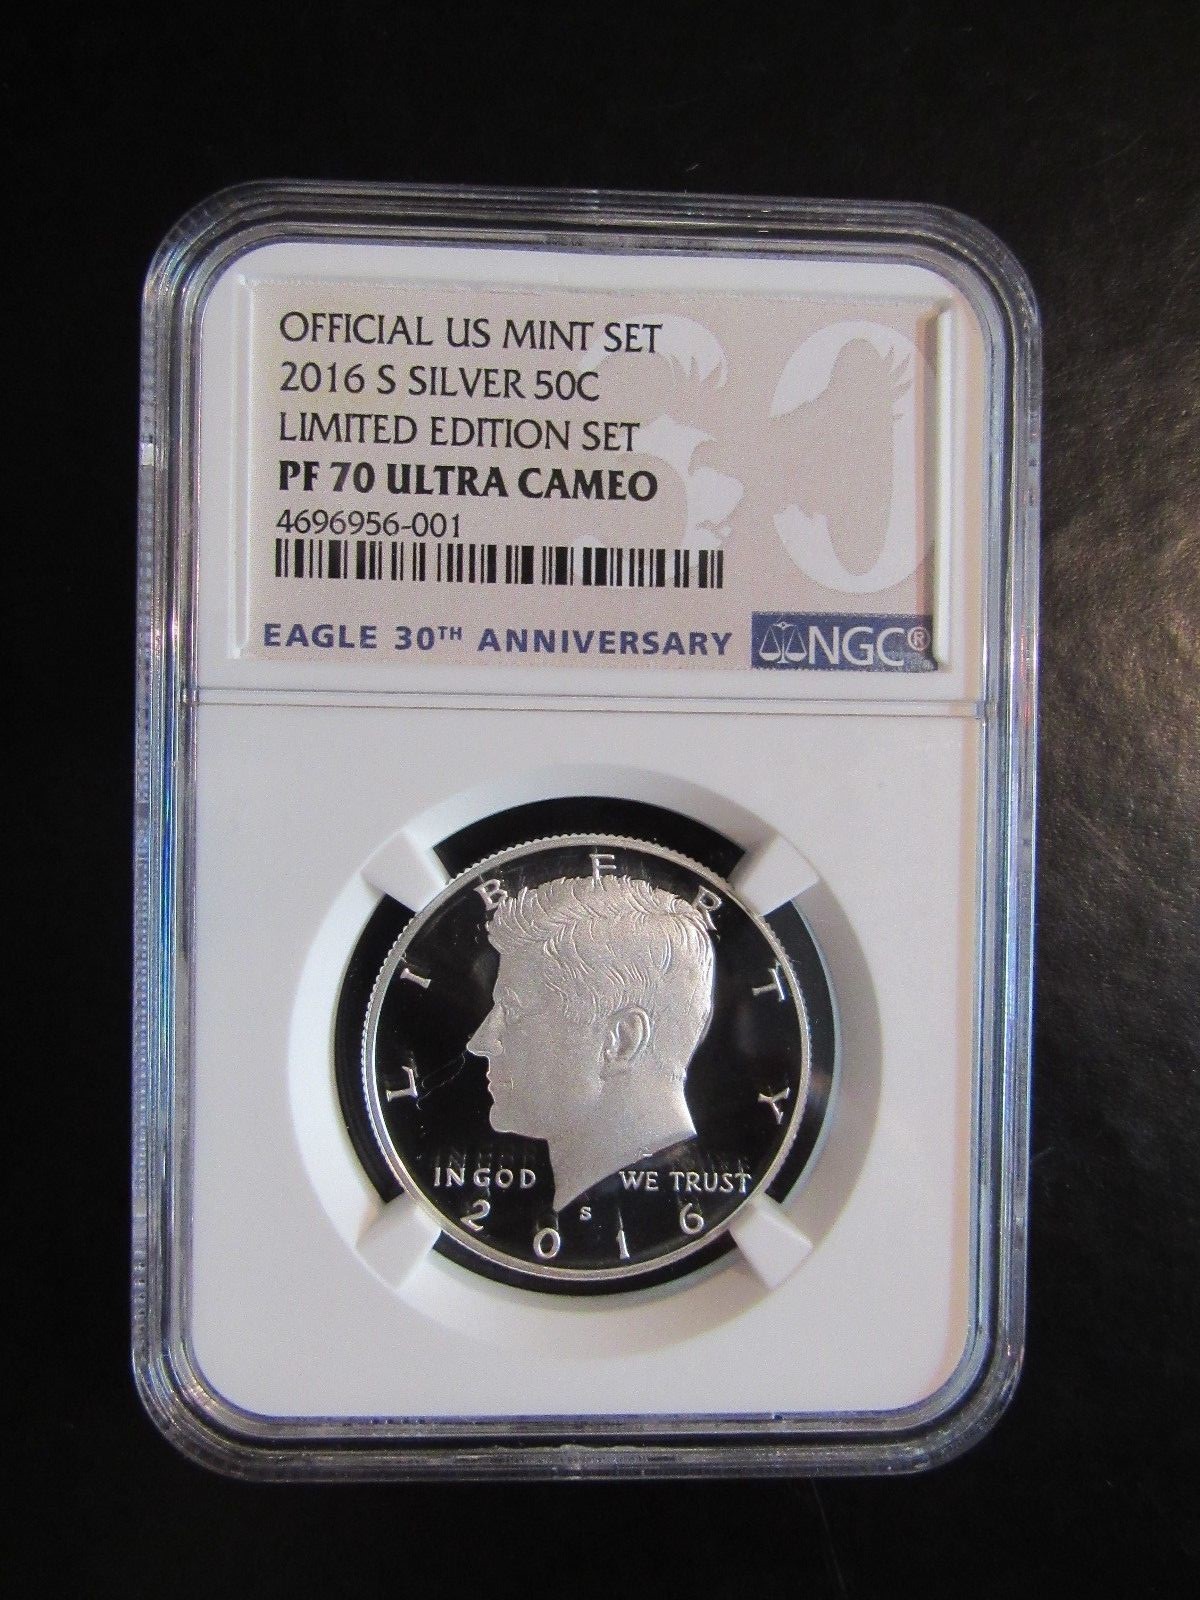 OFFICIAL US MINT SET
2016 S SILVER 50C
LIMITED EDITION SET
PF 70 ULTRA CAMEO
4696956-001
EAGLE 30TH ANNIVERSARY
NGC®
LIBERTY
IN GOD WE TRUST
S
2016